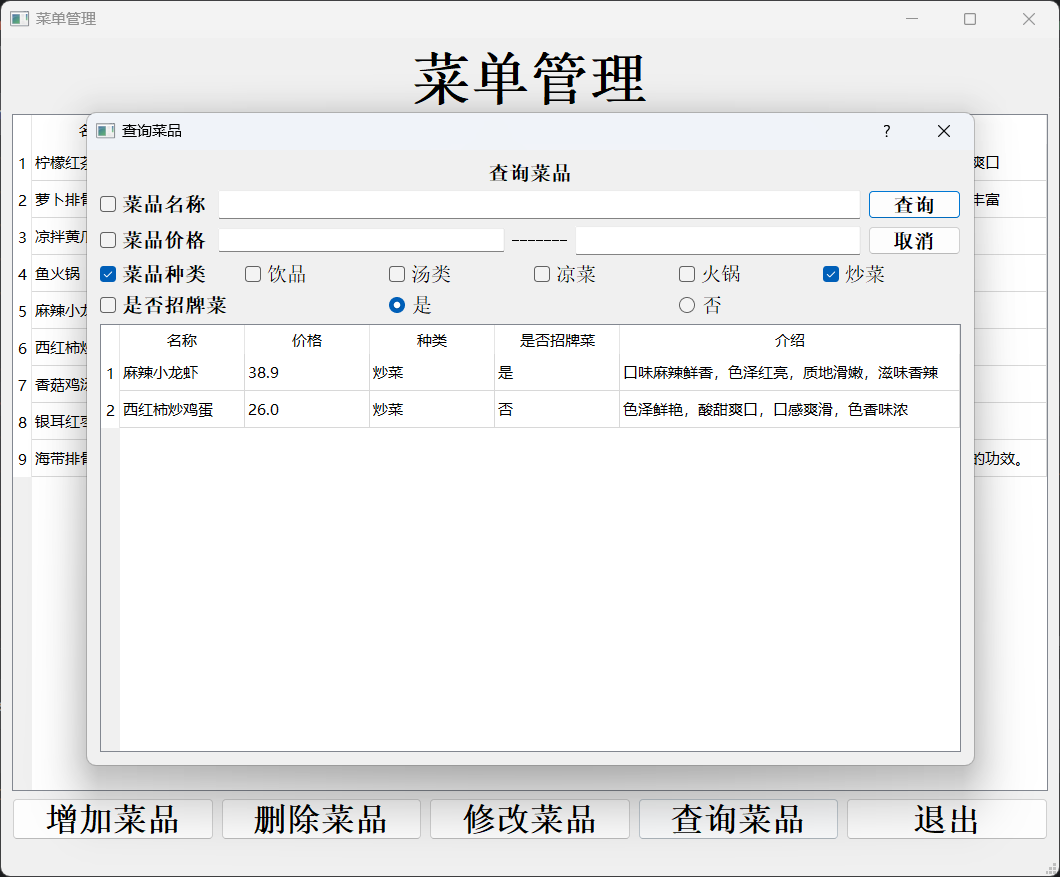 菜单管理
菜单管理
查询菜品 ?
查询菜品
菜品名称 查询
菜品价格 ------- 取消
菜品种类 饮品 汤类 凉菜 火锅 炒菜
是否招牌菜 是 否
名称 价格 种类 是否招牌菜 介绍
1 麻辣小龙虾 38.9 炒菜 是 口味麻辣鲜香，色泽红亮，质地滑嫩，滋味香辣
2 西红柿炒鸡蛋 26.0 炒菜 否 色泽鲜艳，酸甜爽口，口感爽滑，色香味浓
1 柠檬红茶 爽口
2 萝卜排骨 丰富
3 凉拌黄瓜
4 鱼火锅
5 麻辣小龙
6 西红柿炒
7 香菇鸡汤
8 银耳红枣
9 海带排骨 的功效。
增加菜品 删除菜品 修改菜品 查询菜品 退出